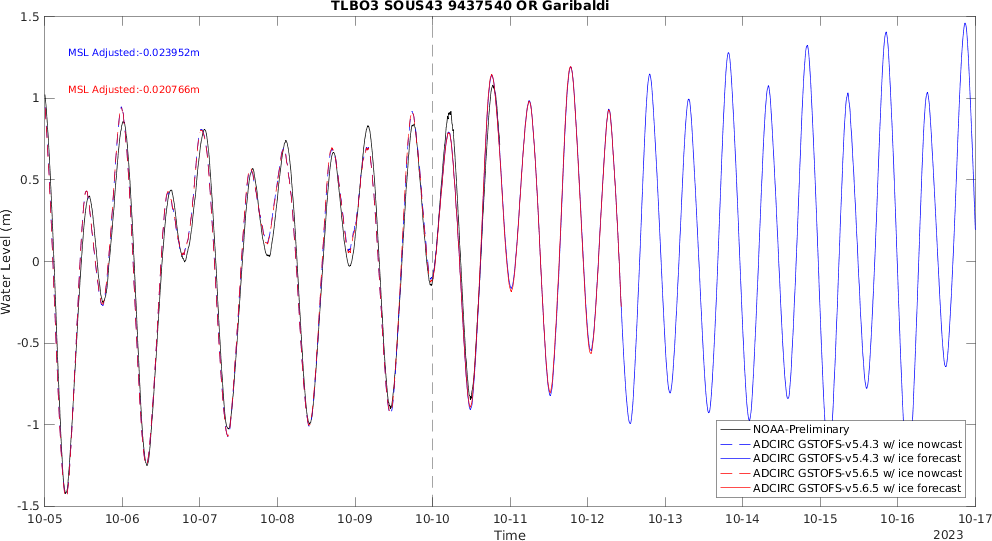 TLBO3 SOUS43 9437540 OR Garibaldi
MSL Adjusted:-0.023952m
MSL Adjusted:-0.020766m
Water Level (m)
1.5
1
0.5
0
-0.5
-1
-1.5
NOAA-Preliminary
ADCIRC GSTOFS-v5.4.3 w/ ice nowcast
ADCIRC GSTOFS-v5.4.3 w/ ice forecast
ADCIRC GSTOFS-v5.6.5 w/ ice nowcast
ADCIRC GSTOFS-v5.6.5 w/ ice forecast
10-05 10-06 10-07 10-08 10-09 10-10 10-11 10-12 10-13 10-14 10-15 10-16 10-17
Time
2023